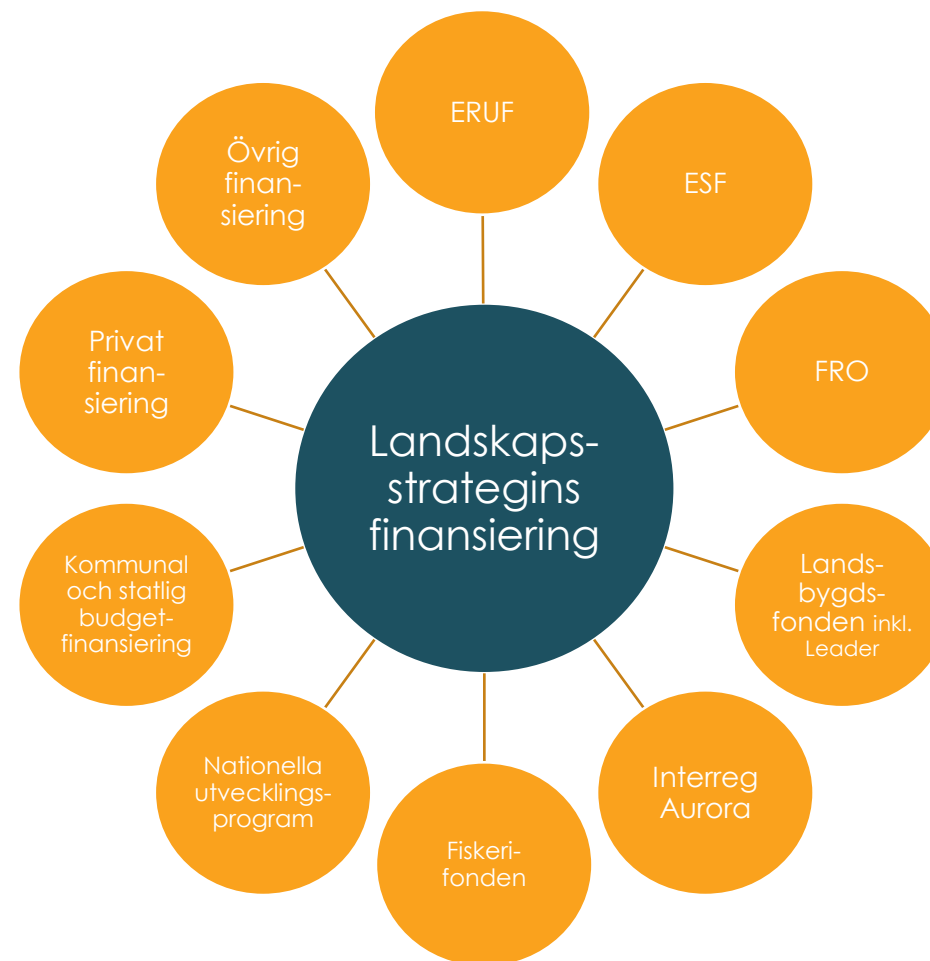 ERUF
ESF
FRO
Lands-
bygds-
fonden inkl.
Leader
Interreg
Aurora
Fiskeri-
fonden
Nationella
utvecklings-
program
Kommunal
och statlig
budget-
finansiering
Privat
finan-
siering
Övrig
finan-
siering
Landskaps-
strategins
finansiering